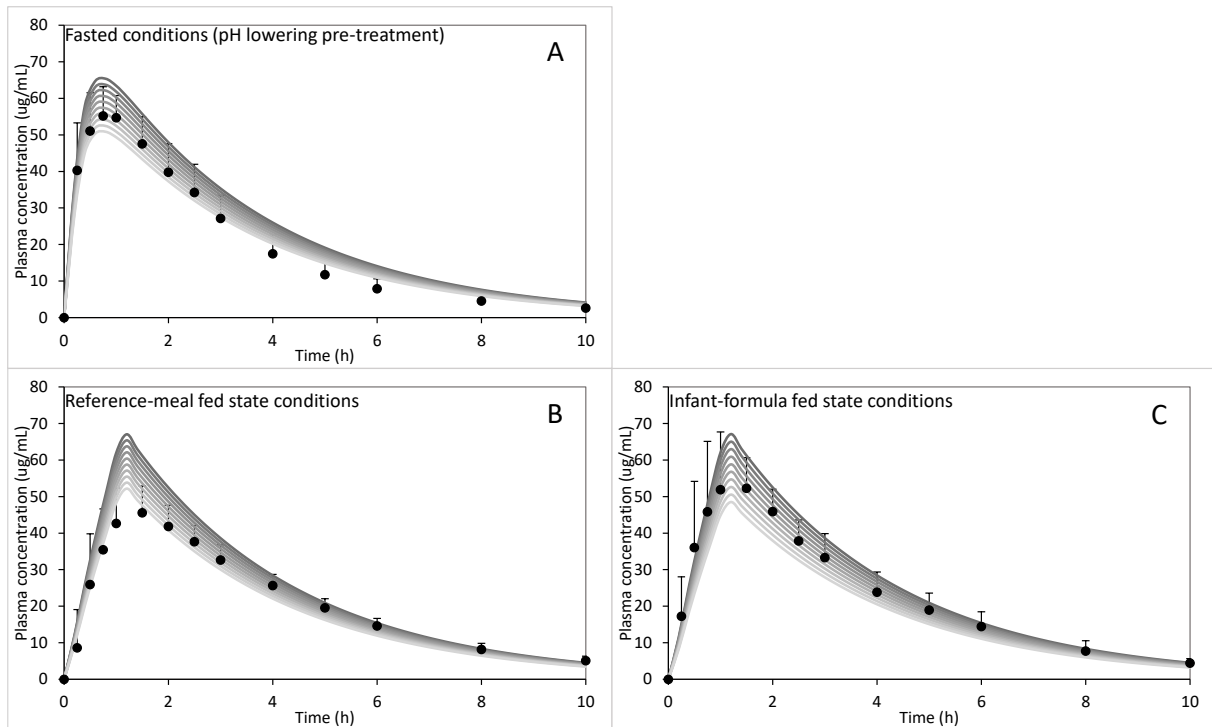 Fasted conditions (pH lowering pre-treatment)
A
Plasma concentration (ug/mL)
80
70
60
50
40
30
20
10
0
0 2 4 6 8 10
Time (h)
Reference-meal fed state conditions
B
Plasma concentration (ug/mL)
80
70
60
50
40
30
20
10
0
0 2 4 6 8 10
Time (h)
Infant-formula fed state conditions
C
Plasma concentration (ug/mL)
80
70
60
50
40
30
20
10
0
0 2 4 6 8 10
Time (h)